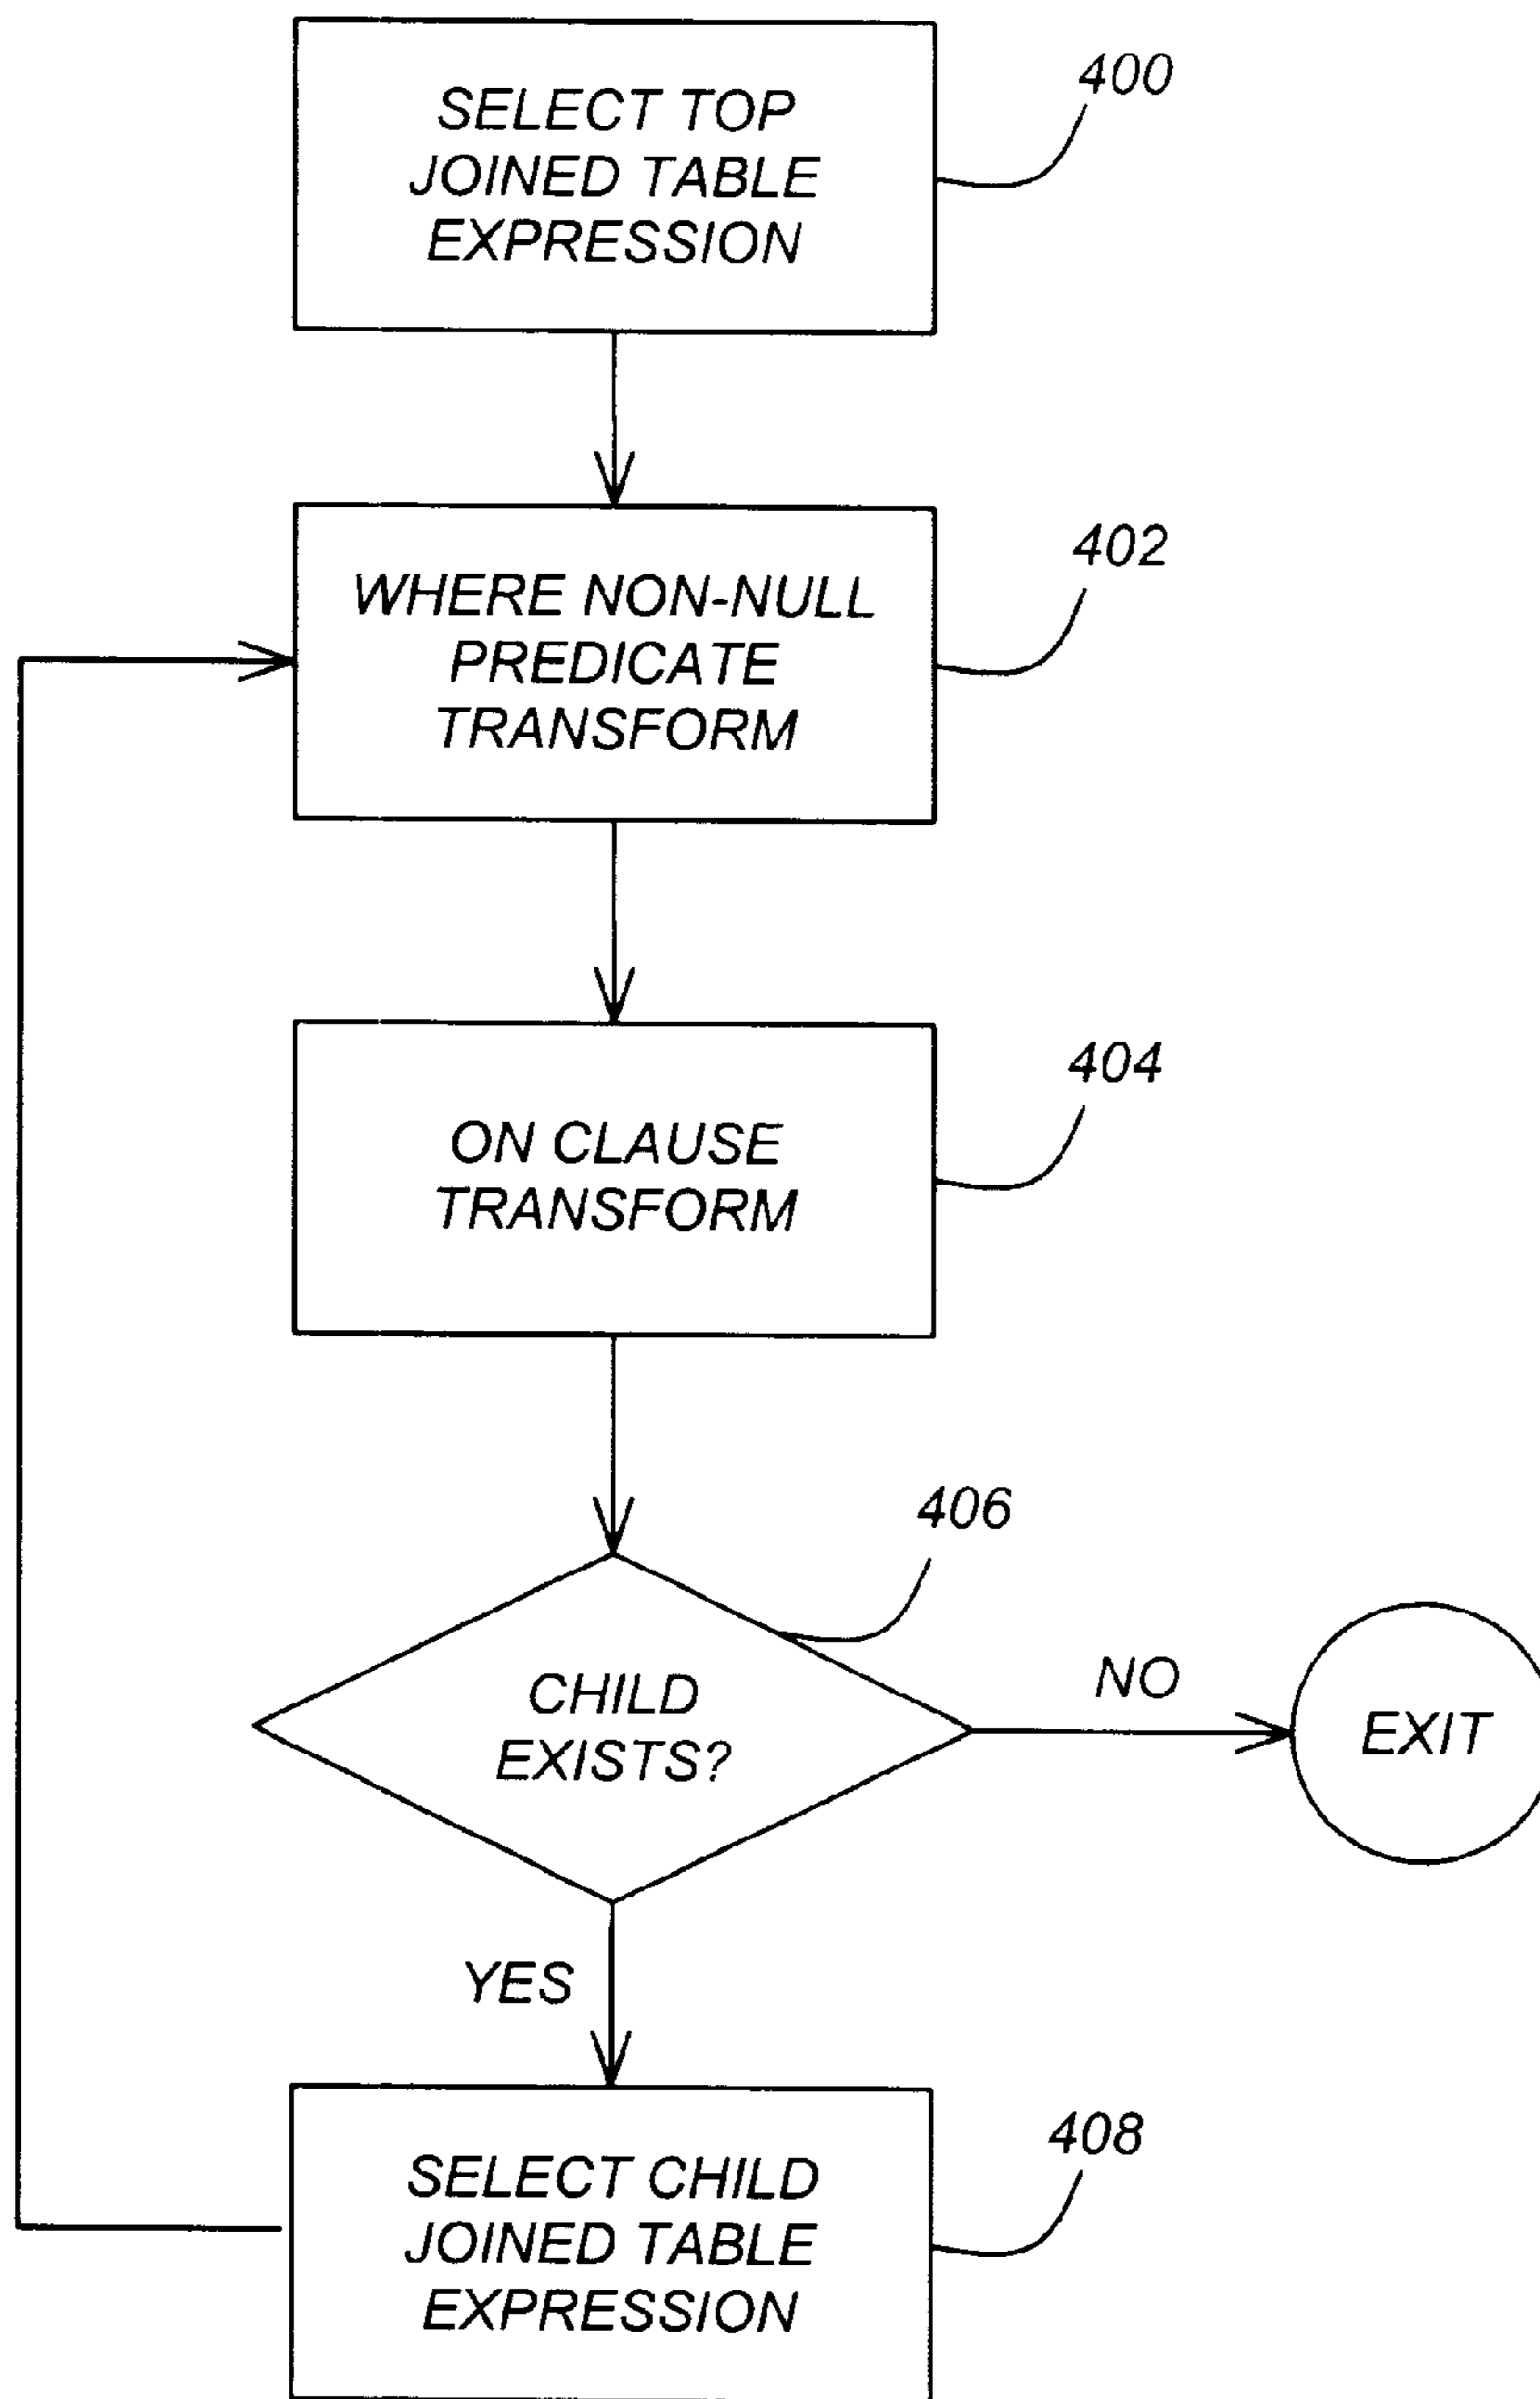 SELECT TOP
JOINED TABLE
EXPRESSION
400
WHERE NON-NULL
PREDICATE
TRANSFORM
402
ON CLAUSE
TRANSFORM
404
CHILD
EXISTS?
406
NO
EXIT
YES
SELECT CHILD
JOINED TABLE
EXPRESSION
408